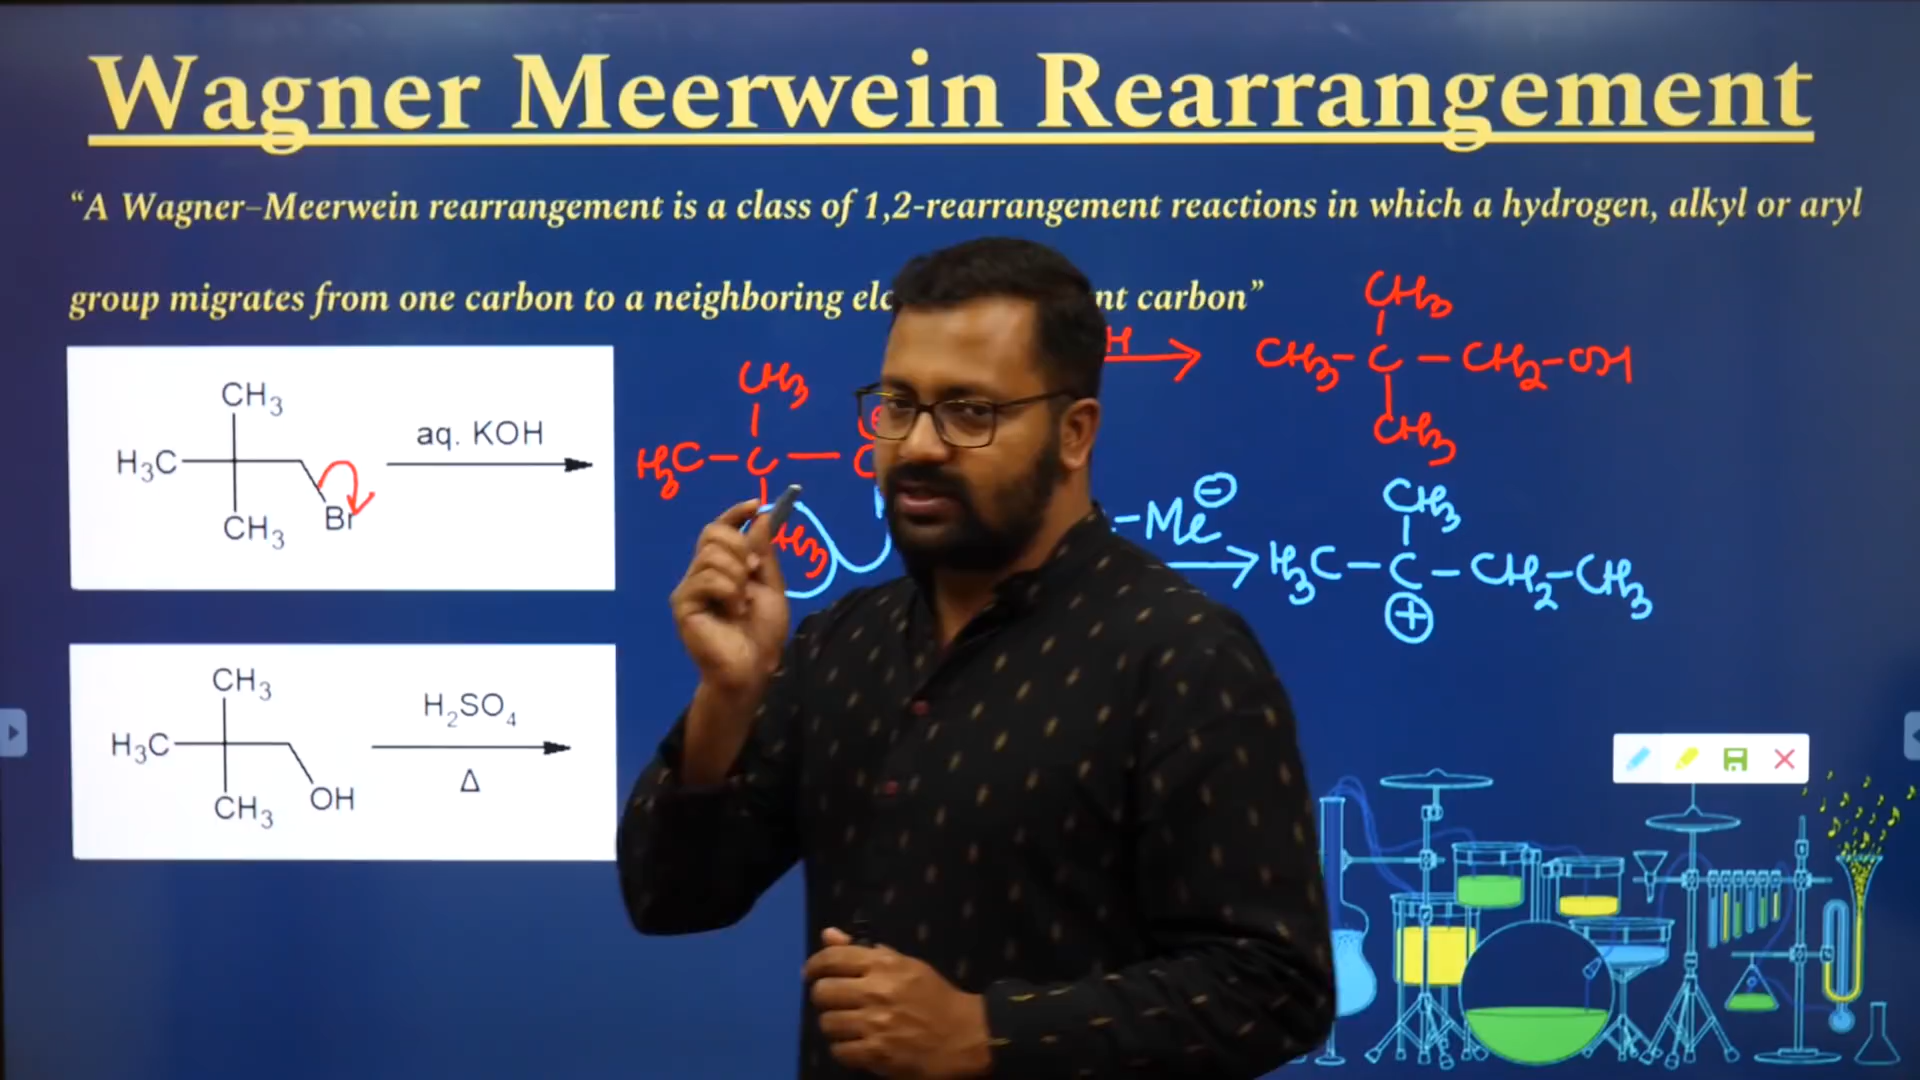 Wagner Meerwein Rearrangement
“A Wagner–Meerwein rearrangement is a class of 1,2-rearrangement reactions in which a hydrogen, alkyl or aryl
group migrates from one carbon to a neighboring ele nt carbon”
CH3
H3C
CH3
Br
aq. KOH
CH3
H3C – C – C
CH3
H
CH3
CH3 – C – CH2 – OH
CH3
–Me⊖
CH3
H3C – C – CH2 – CH3
⊕
CH3
H3C
CH3
OH
H2SO4
Δ